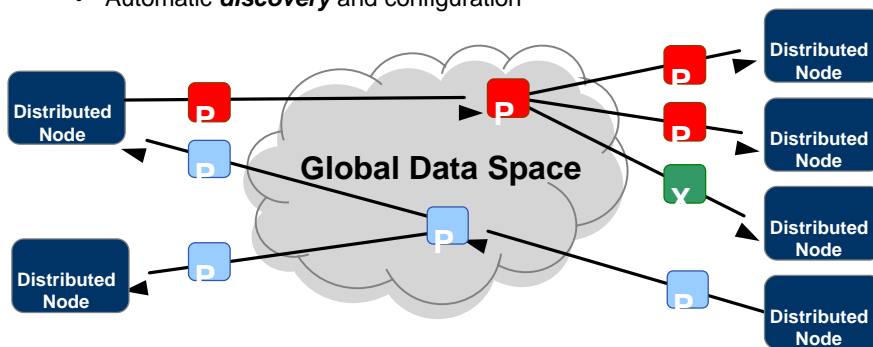 • Automatic discovery and configuration
Distributed
Node
P
P
Distributed
Node
P
P
Distributed
Node
P
Global Data Space
X
Distributed
Node
P
P
Distributed
Node
P
Distributed
Node